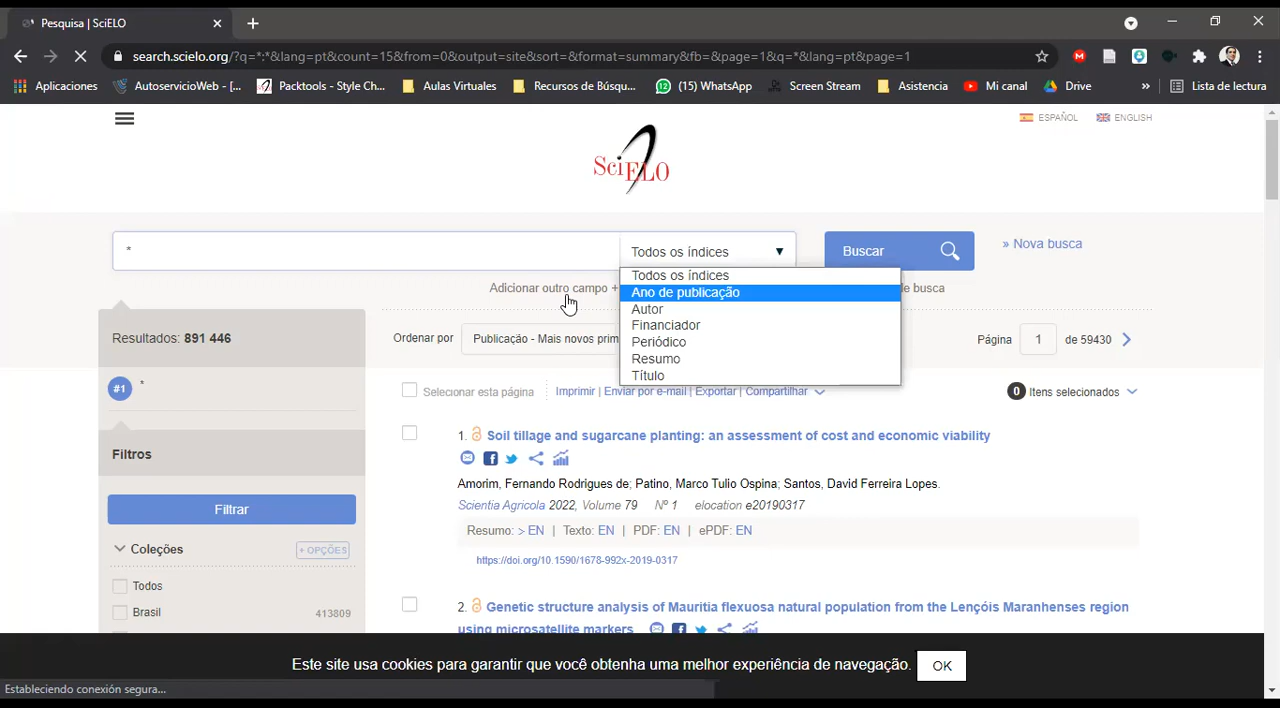 Pesquisa | SciELO
search.scielo.org/?q=*:*&lang=pt&count=15&from=0&output=site&sort=&format=summary&fb=&page=1&q=*&lang=pt&page=1
Aplicaciones
AutoservicioWeb - [...
Packtools - Style Ch...
Aulas Virtuales
Recursos de Búsqu...
(15) WhatsApp
Screen Stream
Asistencia
Mi canal
Drive
»
Lista de lectura
ESPAÑOL
ENGLISH
SciELO
*
Todos os índices
Buscar
» Nova busca
Todos os índices
Ano de publicação
Autor
Financiador
Periódico
Resumo
Título
Adicionar outro campo +
de busca
Resultados: 891 446
Ordenar por
Publicação - Mais novos prim
Página
1
de 59430
#1
*
Selecionar esta página
Imprimir | Enviar por e-mail | Exportar | Compartilhar
0 Itens selecionados
Filtros
Filtrar
Coleções
+ OPÇÕES
Todos
Brasil
413809
1. Soil tillage and sugarcane planting: an assessment of cost and economic viability
Amorim, Fernando Rodrigues de; Patino, Marco Tulio Ospina; Santos, David Ferreira Lopes.
Scientia Agricola 2022, Volume 79 Nº 1 elocation e20190317
Resumo: > EN | Texto: EN | PDF: EN | ePDF: EN
https://doi.org/10.1590/1678-992x-2019-0317
2. Genetic structure analysis of Mauritia flexuosa natural population from the Lençóis Maranhenses region
using microsatellite markers
Este site usa cookies para garantir que você obtenha uma melhor experiência de navegação.
OK
Estableciendo conexión segura...